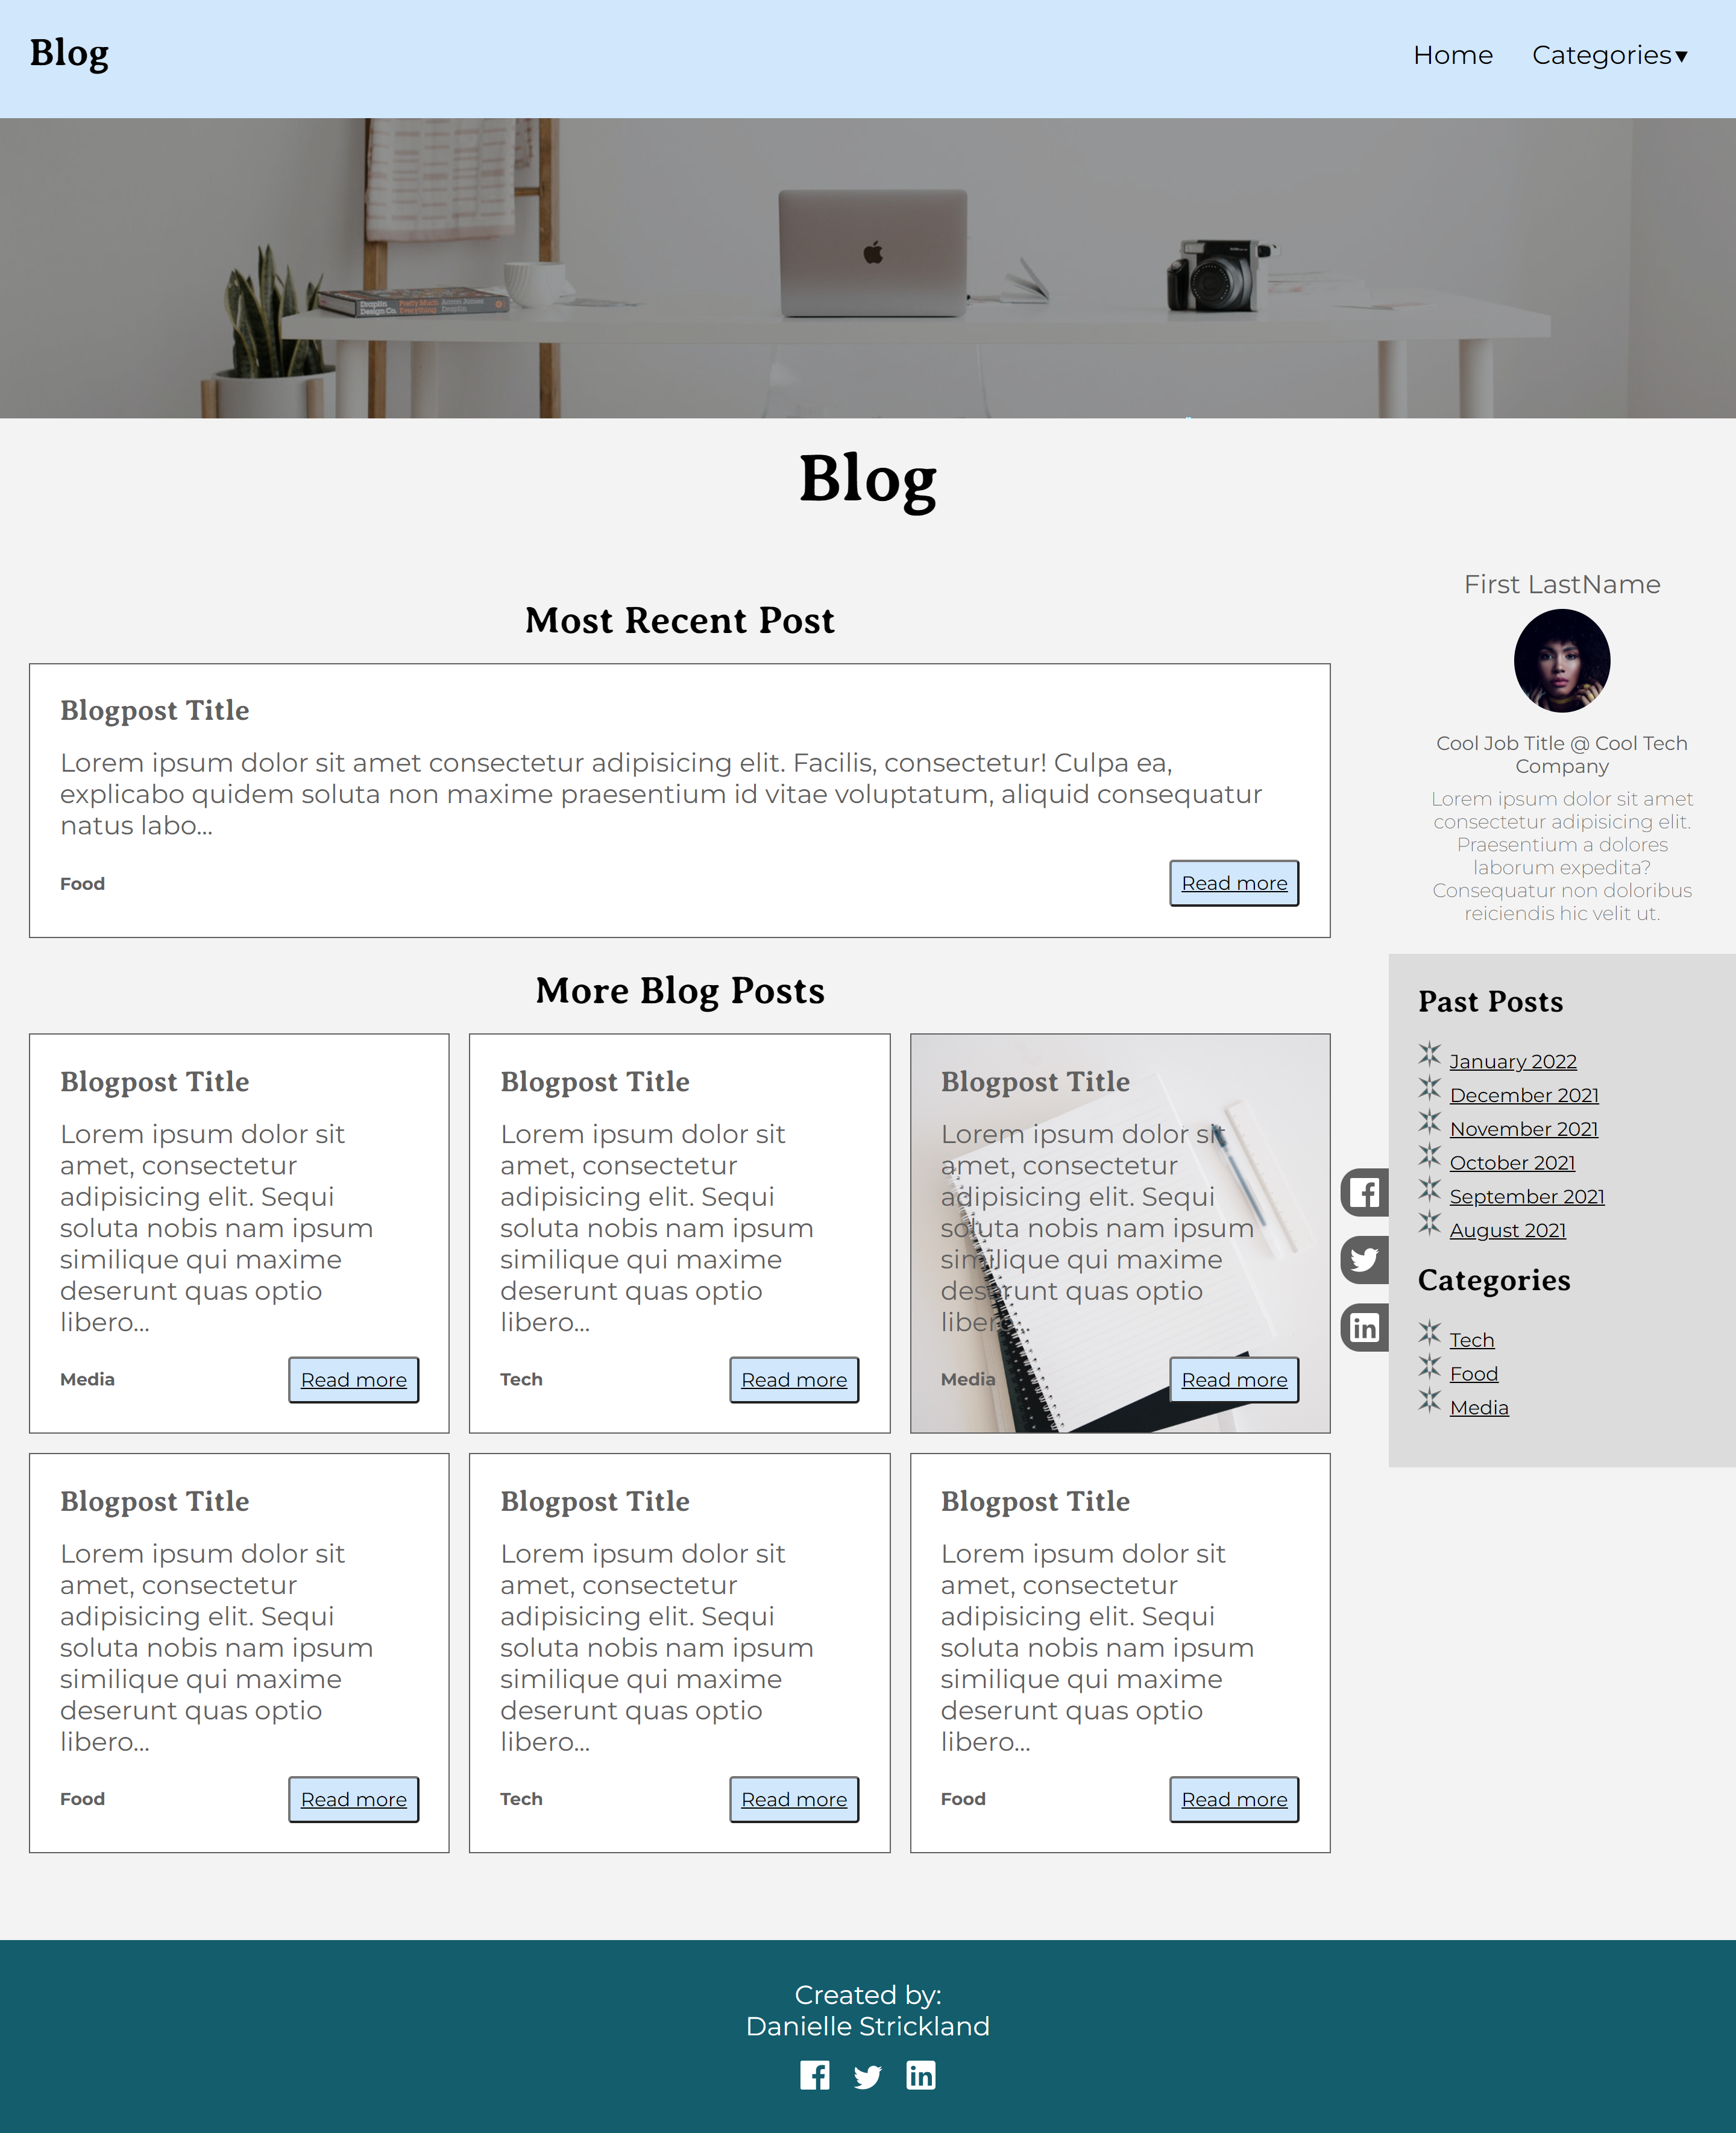 Blog
Home
Categories▼
Draplin
Design Co.
Pretty Much
Everything
Aaron James
Draplin
Blog
Most Recent Post
Blogpost Title
Lorem ipsum dolor sit amet consectetur adipisicing elit. Facilis, consectetur! Culpa ea,
explicabo quidem soluta non maxime praesentium id vitae voluptatum, aliquid consequatur
natus labo...
Food
Read more
More Blog Posts
Blogpost Title
Lorem ipsum dolor sit
amet, consectetur
adipisicing elit. Sequi
soluta nobis nam ipsum
similique qui maxime
deserunt quas optio
libero...
Media
Read more
Blogpost Title
Lorem ipsum dolor sit
amet, consectetur
adipisicing elit. Sequi
soluta nobis nam ipsum
similique qui maxime
deserunt quas optio
libero...
Tech
Read more
Blogpost Title
Lorem ipsum dolor sit
amet, consectetur
adipisicing elit. Sequi
soluta nobis nam ipsum
similique qui maxime
deserunt quas optio
libero...
Media
Read more
Blogpost Title
Lorem ipsum dolor sit
amet, consectetur
adipisicing elit. Sequi
soluta nobis nam ipsum
similique qui maxime
deserunt quas optio
libero...
Food
Read more
Blogpost Title
Lorem ipsum dolor sit
amet, consectetur
adipisicing elit. Sequi
soluta nobis nam ipsum
similique qui maxime
deserunt quas optio
libero...
Tech
Read more
Blogpost Title
Lorem ipsum dolor sit
amet, consectetur
adipisicing elit. Sequi
soluta nobis nam ipsum
similique qui maxime
deserunt quas optio
libero...
Food
Read more
First LastName
Cool Job Title @ Cool Tech
Company
Lorem ipsum dolor sit amet
consectetur adipisicing elit.
Praesentium a dolores
laborum expedita?
Consequatur non doloribus
reiciendis hic velit ut.
Past Posts
January 2022
December 2021
November 2021
October 2021
September 2021
August 2021
Categories
Tech
Food
Media
Created by:
Danielle Strickland